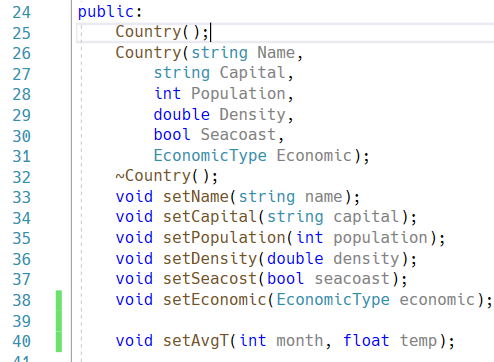 24 public:
25 Country();
26 Country(string Name,
27 string Capital,
28 int Population,
29 double Density,
30 bool Seacoast,
31 EconomicType Economic);
32 ~Country();
33 void setName(string name);
34 void setCapital(string capital);
35 void setPopulation(int population);
36 void setDensity(double density);
37 void setSeacost(bool seacoast);
38 void setEconomic(EconomicType economic);
39
40 void setAvgT(int month, float temp);
41